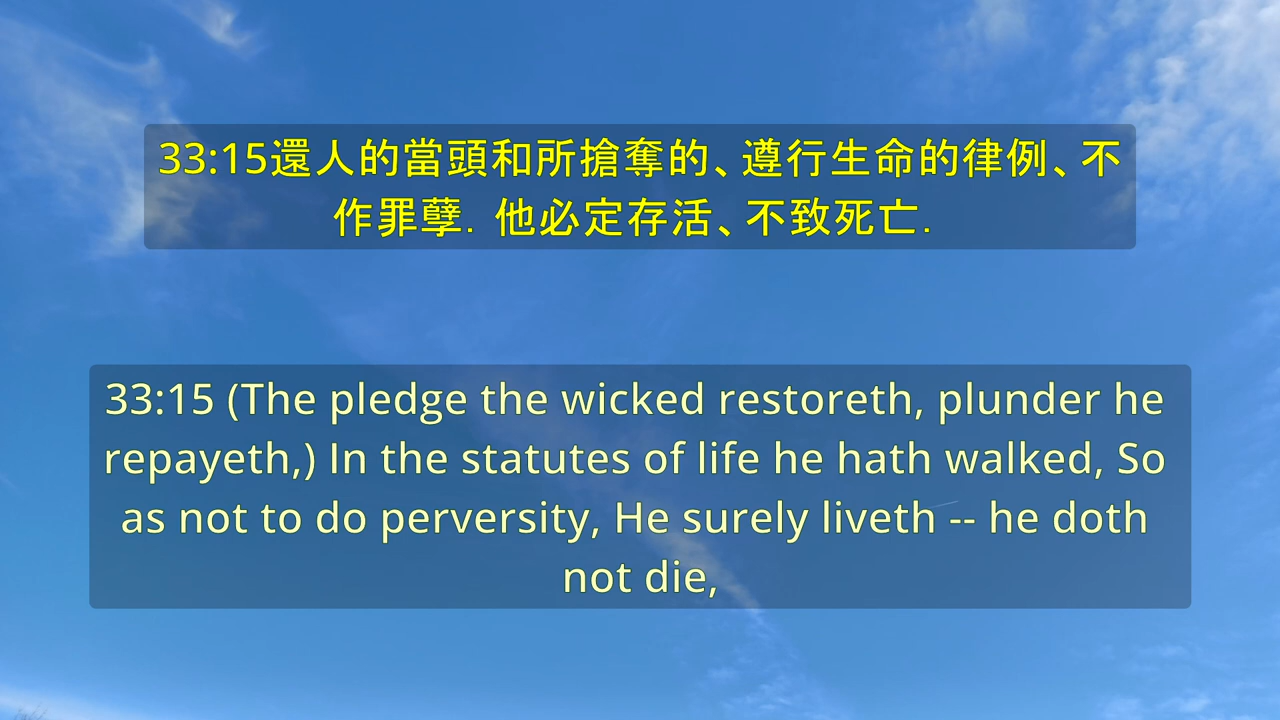 33:15還人的當頭和所搶奪的、遵行生命的律例、不
作罪孽. 他必定存活、不致死亡.
33:15 (The pledge the wicked restoreth, plunder he
repayeth,) In the statutes of life he hath walked, So
as not to do perversity, He surely liveth -- he doth
not die,